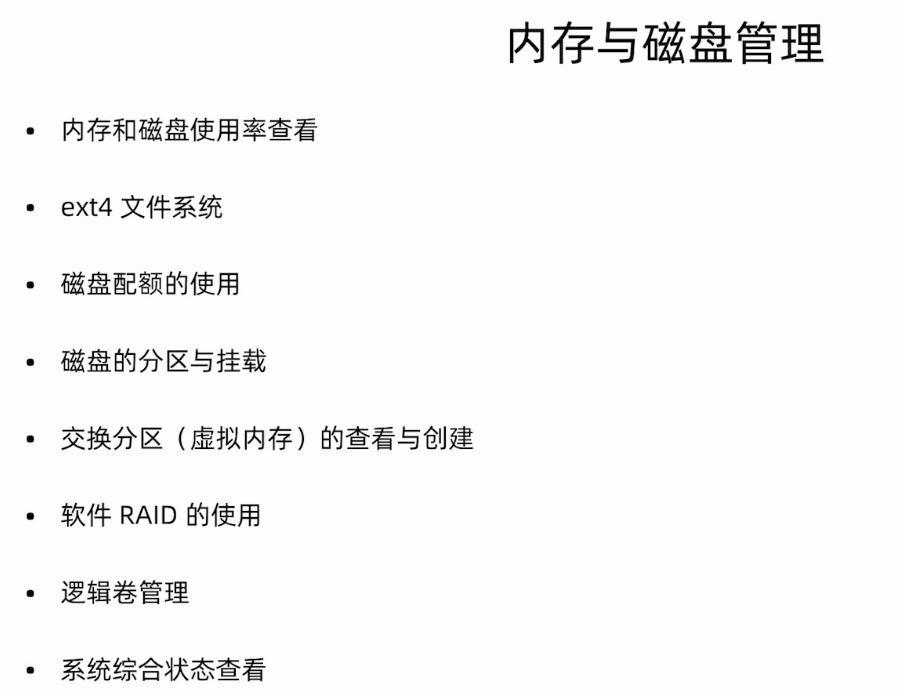 内存与磁盘管理
• 内存和磁盘使用率查看
• ext4 文件系统
• 磁盘配额的使用
• 磁盘的分区与挂载
• 交换分区（虚拟内存）的查看与创建
• 软件 RAID 的使用
• 逻辑卷管理
• 系统综合状态查看